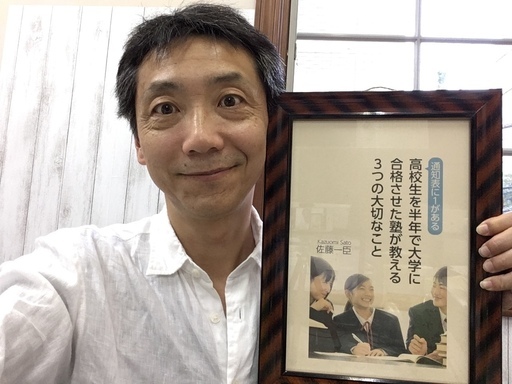 通知表に1がある
高校生を半年で大学に
合格させた塾が教える
3つの大切なこと
Kazuomi Sato
佐藤一臣